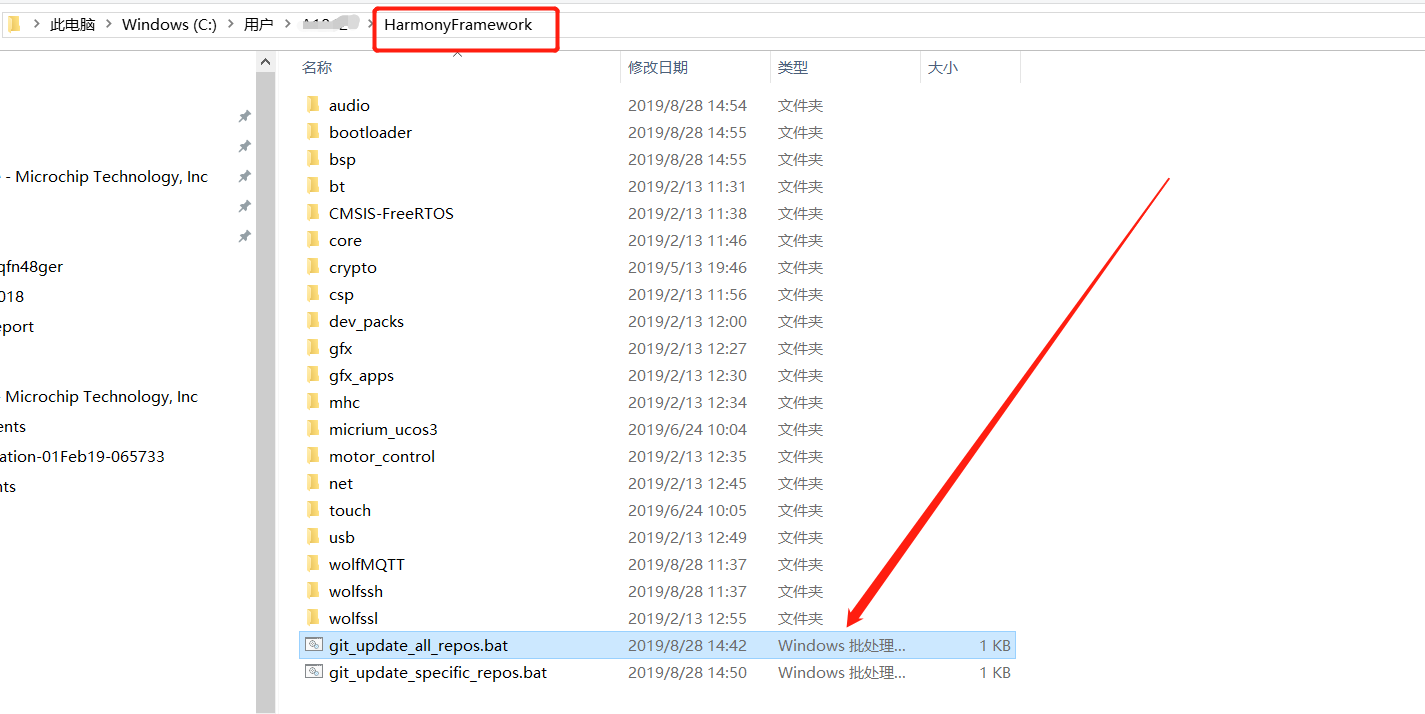 此电脑 > Windows (C:) > 用户 > > HarmonyFramework
名称 修改日期 类型 大小
audio 2019/8/28 14:54 文件夹
bootloader 2019/8/28 14:55 文件夹
bsp 2019/8/28 14:55 文件夹
- Microchip Technology, Inc
bt 2019/2/13 11:31 文件夹
CMSIS-FreeRTOS 2019/2/13 11:38 文件夹
core 2019/2/13 11:46 文件夹
qfn48ger
crypto 2019/5/13 19:46 文件夹
018
csp 2019/2/13 11:56 文件夹
eport
dev_packs 2019/2/13 12:00 文件夹
gfx 2019/2/13 12:27 文件夹
gfx_apps 2019/2/13 12:30 文件夹
Microchip Technology, Inc
mhc 2019/2/13 12:34 文件夹
ents
micrium_ucos3 2019/6/24 10:04 文件夹
ation-01Feb19-065733
motor_control 2019/2/13 12:35 文件夹
nts
net 2019/2/13 12:45 文件夹
touch 2019/6/24 10:05 文件夹
usb 2019/2/13 12:49 文件夹
wolfMQTT 2019/8/28 11:37 文件夹
wolfssh 2019/8/28 11:37 文件夹
wolfssl 2019/2/13 12:55 文件夹
git_update_all_repos.bat 2019/8/28 14:42 Windows 批处理... 1 KB
git_update_specific_repos.bat 2019/8/28 14:50 Windows 批处理... 1 KB